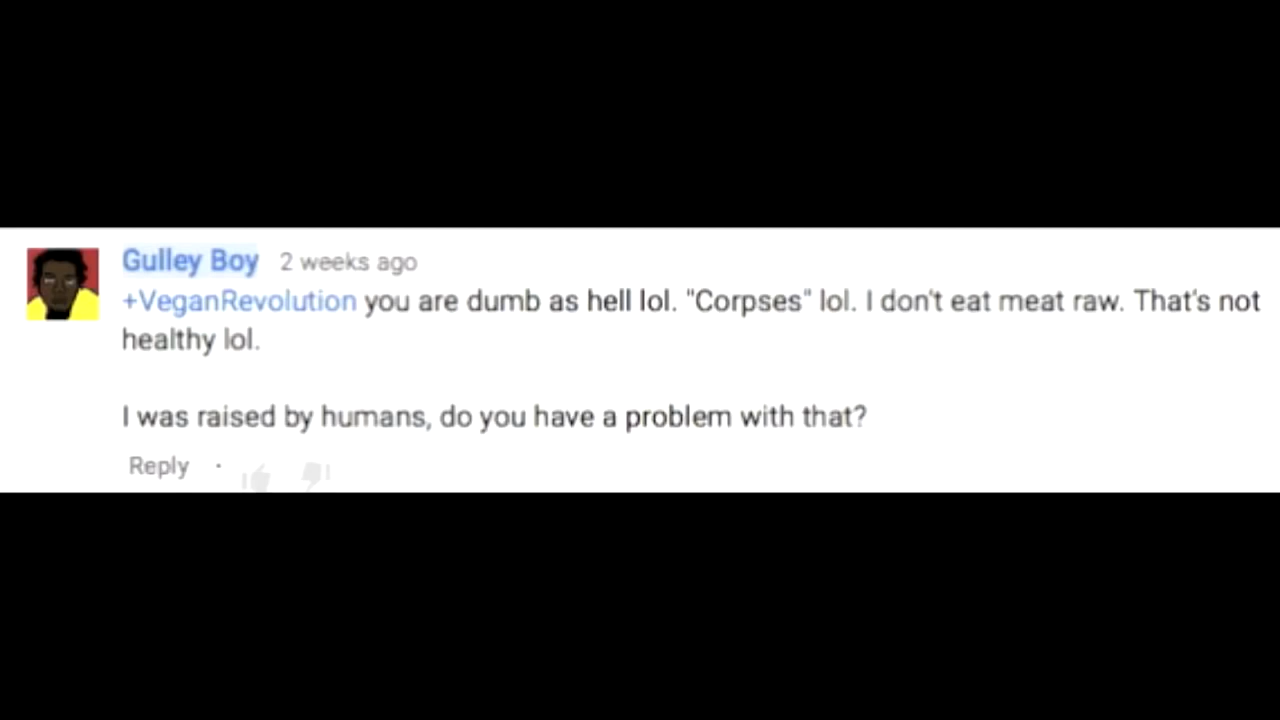 Gulley Boy 2 weeks ago
+VeganRevolution you are dumb as hell lol. "Corpses" lol. I don't eat meat raw. That's not
healthy lol.
I was raised by humans, do you have a problem with that?
Reply ·